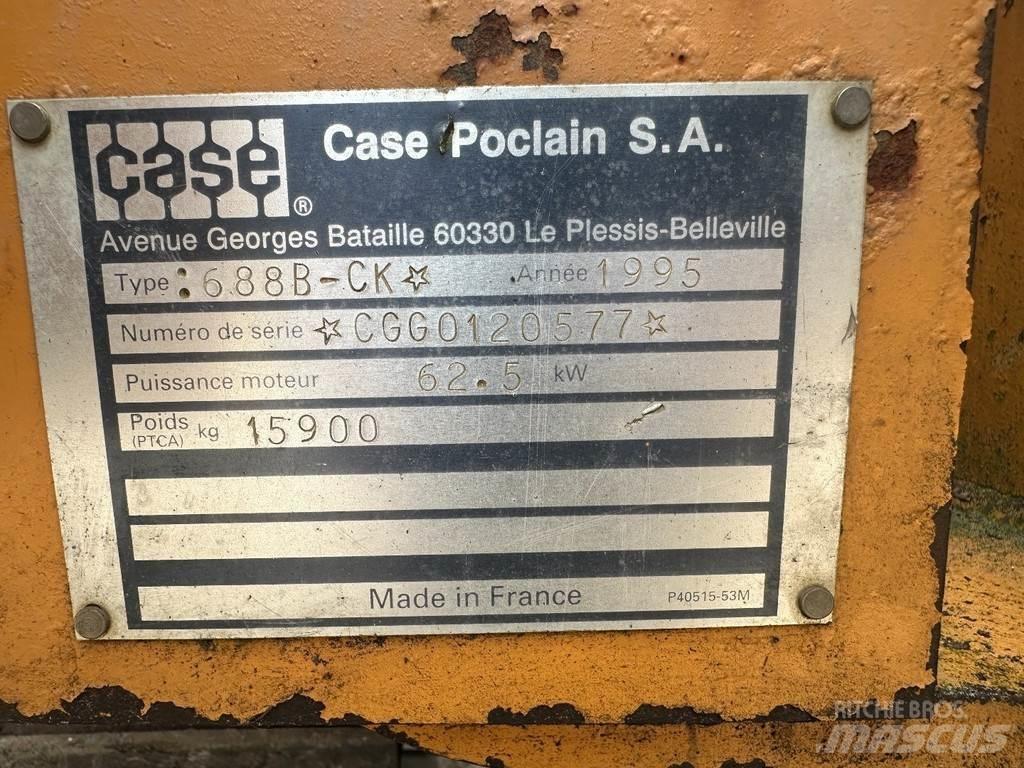 case®
Case Poclain S.A.
Avenue Georges Bataille 60330 Le Plessis-Belleville
Type : 688B-CK☆ Année 1995
Numéro de série ☆CGG0120577☆
Puissance moteur 62.5 kW
Poids (PTCA) kg 15900
Made in France P40515-53M
RITCHIE BROS.
MASCUS